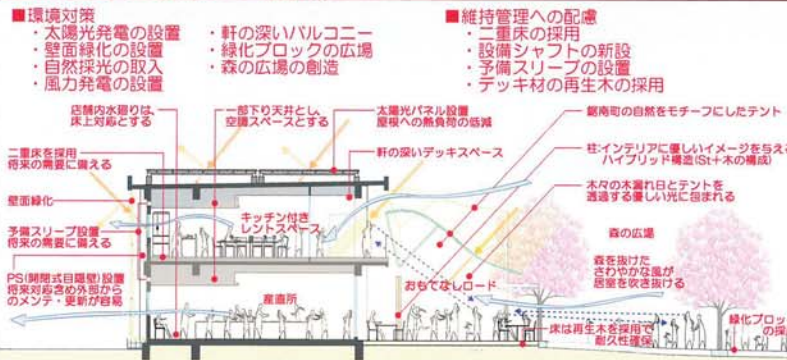 ■環境対策
・太陽光発電の設置
・壁面緑化の設置
・自然採光の取入
・風力発電の設置
・軒の深いバルコニー
・緑化ブロックの広場
・森の広場の創造
■維持管理への配慮
・二重床の採用
・設備シャフトの新設
・予備スリーブの設置
・デッキ材の再生木の採用
店舗内水廻りは、
床上対応とする
一部下り天井とし、
空調スペースとする
太陽光パネル設置
屋根への熱負荷の低減
鋸南町の自然をモチーフにしたテント
二重床を採用
将来の需要に備える
軒の深いデッキスペース
柱:インテリアに優しいイメージを与える
ハイブリッド構造(St+木の構成)
壁面緑化
木々の木漏れ日とテントを
透過する優しい光に包まれる
予備スリーブ設置
将来の需要に備える
キッチン付き
レントスペース
森の広場
PS(開閉式目隠壁)設置
将来対応含め外部から
のメンテ・更新が容易
産直所
おもてなしロード
森を抜けた
さわやかな風が
居室を吹き抜ける
床は再生木を採用で
耐久性確保
緑化ブロッ
の採